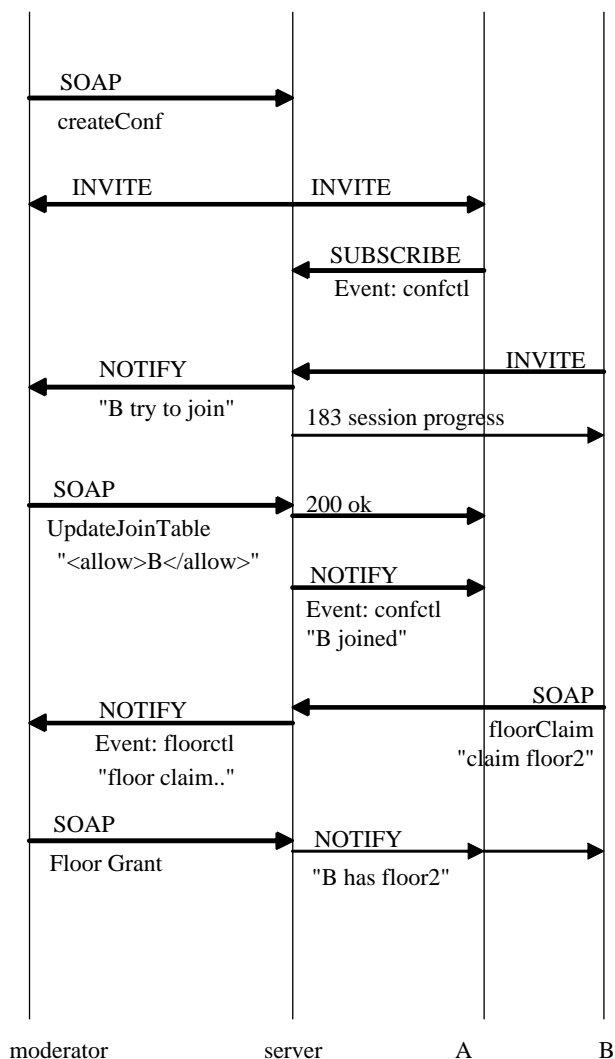 SOAP
createConf
INVITE INVITE
SUBSCRIBE
Event: confctl
INVITE
NOTIFY
"B try to join"
183 session progress
SOAP
200 ok
UpdateJoinTable
"<allow>B</allow>"
NOTIFY
Event: confctl
"B joined"
SOAP
NOTIFY
floorClaim
Event: floorctl
"claim floor2"
"floor claim.."
SOAP
NOTIFY
Floor Grant
"B has floor2"
moderator server A B